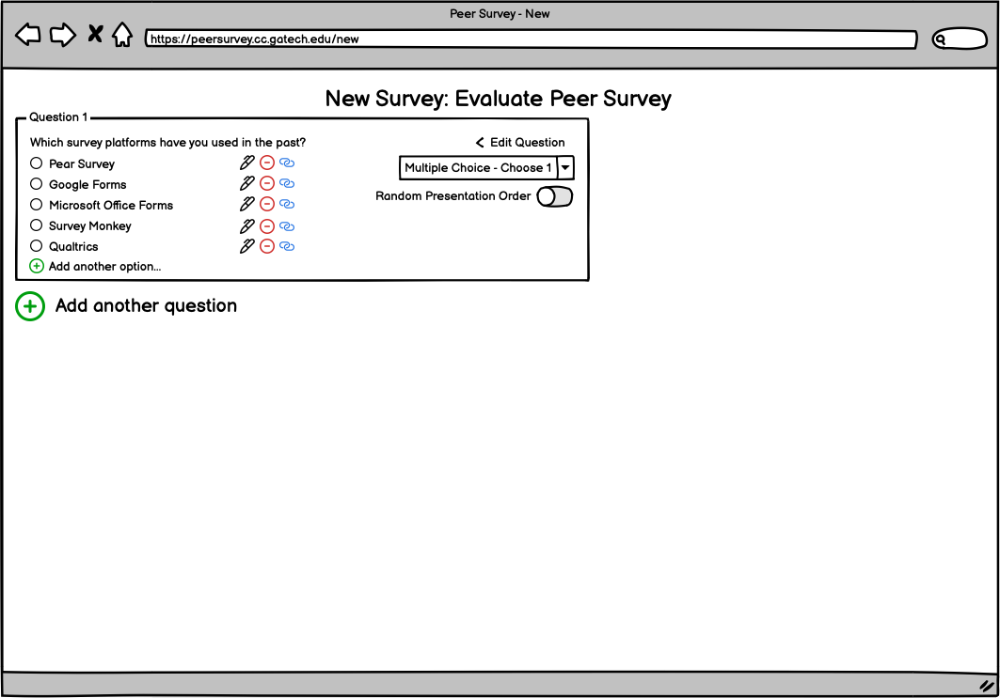 Peer Survey - New
https://peersurvey.cc.gatech.edu/new
New Survey: Evaluate Peer Survey
Question 1
Which survey platforms have you used in the past?
Edit Question
Pear Survey
Multiple Choice - Choose 1
Google Forms
Random Presentation Order
Microsoft Office Forms
Survey Monkey
Qualtrics
Add another option...
Add another question